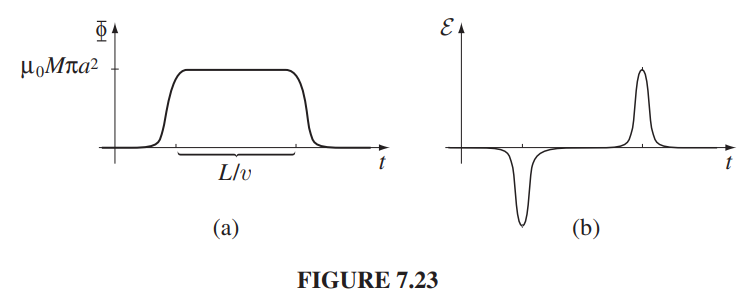 Φ
ℰ
μ₀Mπa²
L/v
t
t
(a)
(b)
FIGURE 7.23